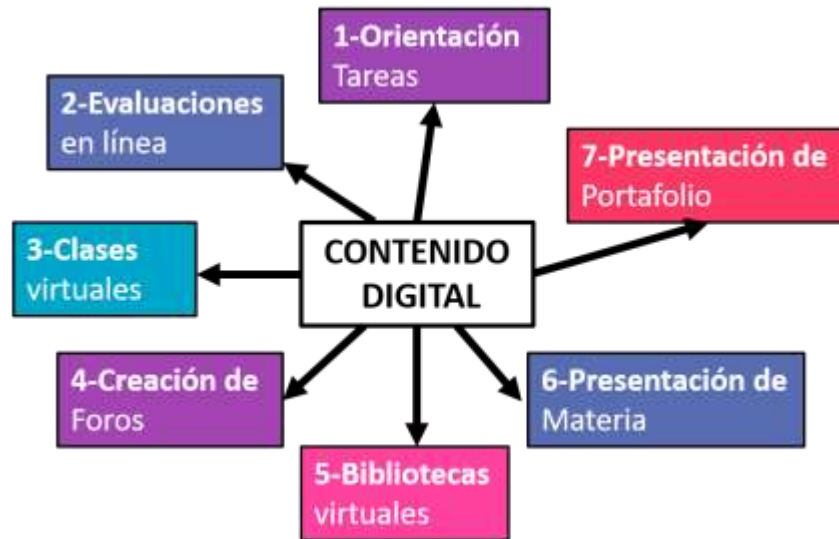 1-Orientación
Tareas
2-Evaluaciones
en línea
7-Presentación de
Portafolio
3-Clases
virtuales
CONTENIDO
DIGITAL
4-Creación de
Foros
6-Presentación de
Materia
5-Bibliotecas
virtuales